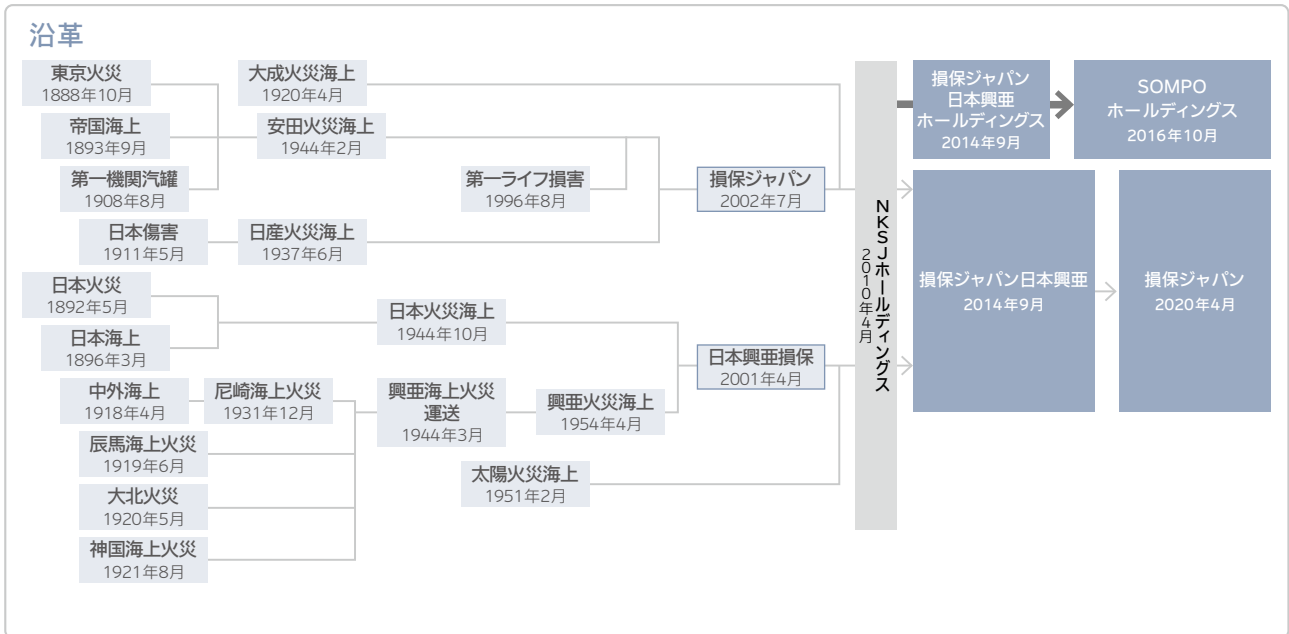 沿革
東京火災
1888年10月
大成火災海上
1920年4月
帝国海上
1893年9月
安田火災海上
1944年2月
第一機関汽罐
1908年8月
第一ライフ損害
1996年8月
損保ジャパン
2002年7月
日本傷害
1911年5月
日産火災海上
1937年6月
日本火災
1892年5月
日本海上
1896年3月
日本火災海上
1944年10月
日本興亜損保
2001年4月
中外海上
1918年4月
尼崎海上火災
1931年12月
興亜海上火災
運送
1944年3月
興亜火災海上
1954年4月
辰馬海上火災
1919年6月
太陽火災海上
1951年2月
大北火災
1920年5月
神国海上火災
1921年8月
NKSJホールディングス
2010年4月
損保ジャパン
日本興亜
ホールディングス
2014年9月
SOMPO
ホールディングス
2016年10月
損保ジャパン日本興亜
2014年9月
損保ジャパン
2020年4月